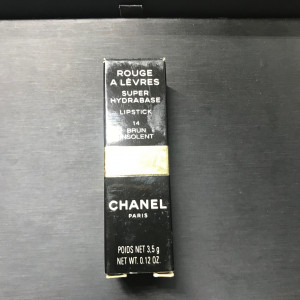 ROUGE
A LÈVRES
SUPER
HYDRABASE
LIPSTICK
14
BRUN
INSOLENT
CHANEL
PARIS
POIDS NET 3,5 g
NET WT. 0.12 OZ.